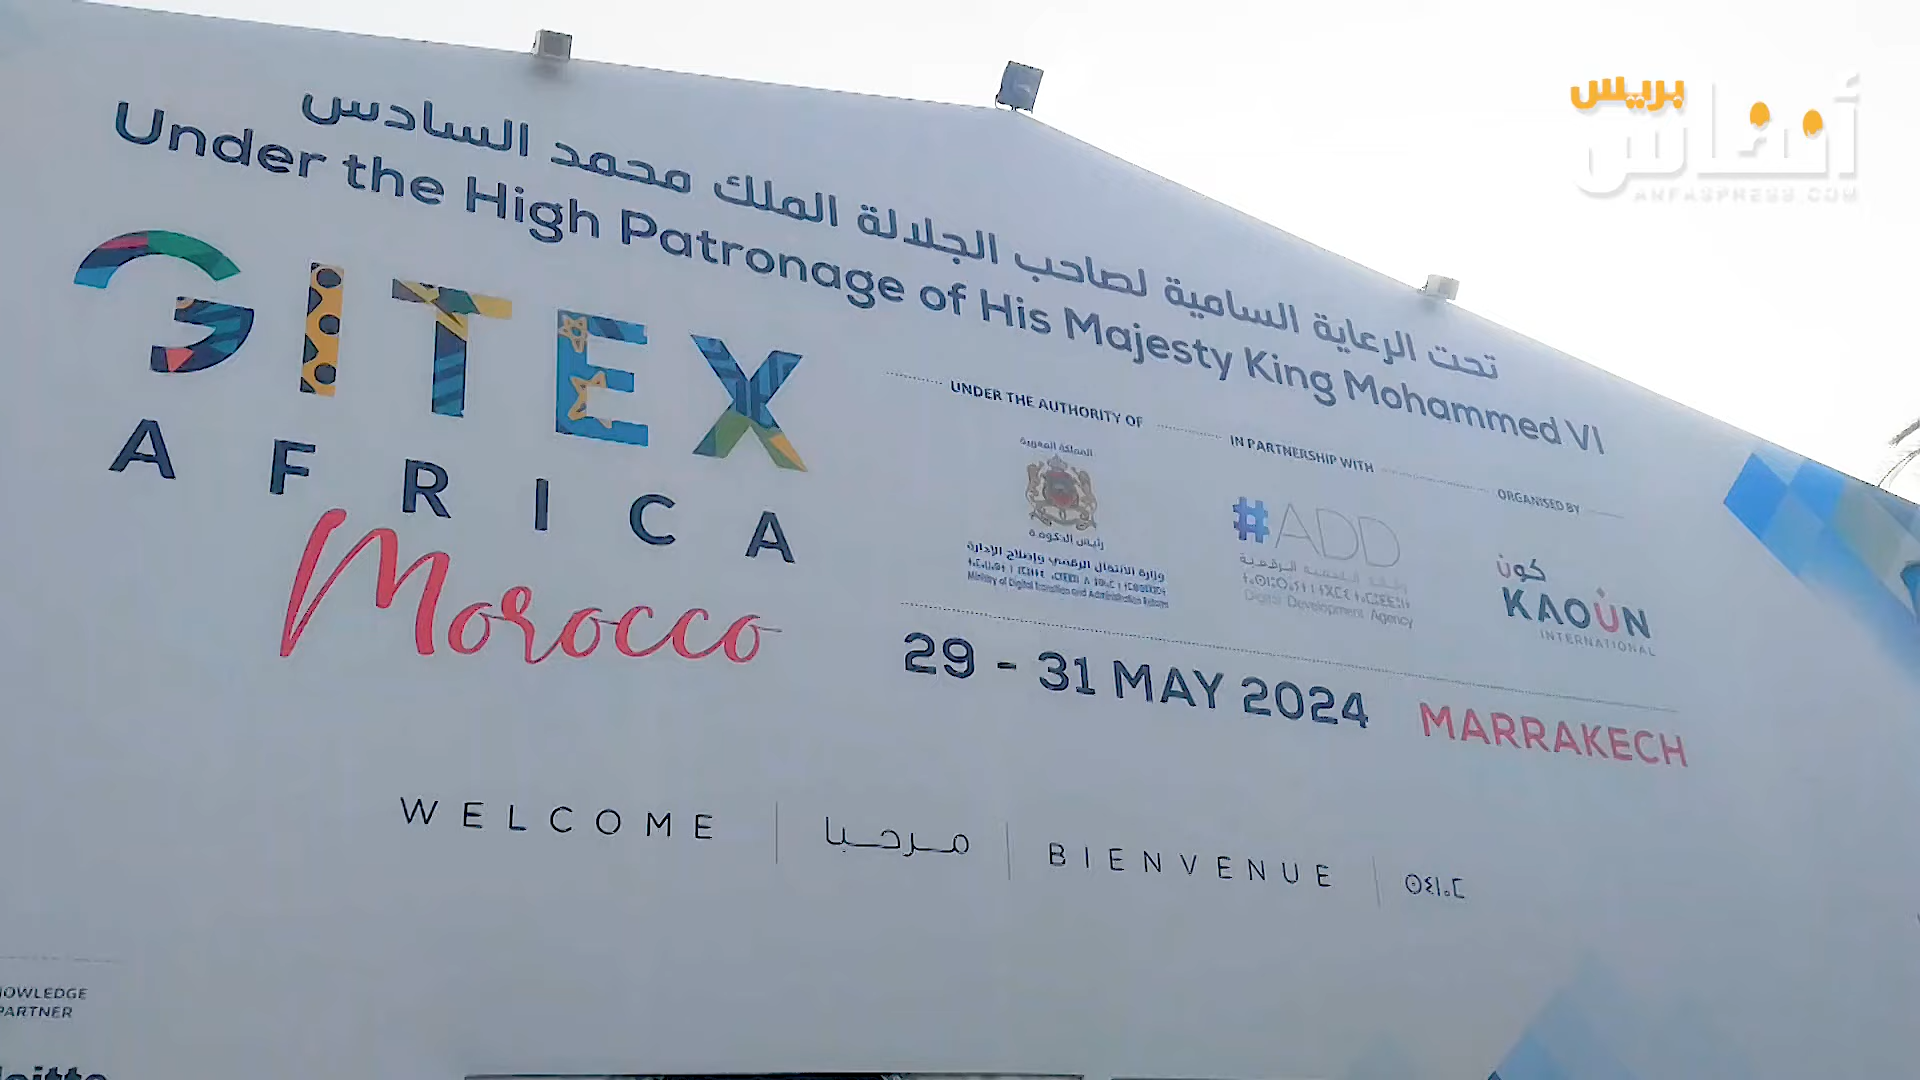 بريس
أنفاس
ANFASPRESS.COM
تحت الرعاية السامية لصاحب الجلالة الملك محمد السادس
Under the High Patronage of His Majesty King Mohammed VI
GITEX
AFRICA
Morocco
UNDER THE AUTHORITY OF
المملكة المغربية
رئيس الحكومة
وزارة الانتقال الرقمي وإصلاح الإدارة
Ministry of Digital Transition and Administration Reform
IN PARTNERSHIP WITH
#ADD
وكالة التنمية الرقمية
Digital Development Agency
ORGANISED BY
كون
KAOUN
INTERNATIONAL
29 - 31 MAY 2024 MARRAKECH
WELCOME | مرحبا | BIENVENUE | ⵙⵉⵏⴰⵎ
PARTNER